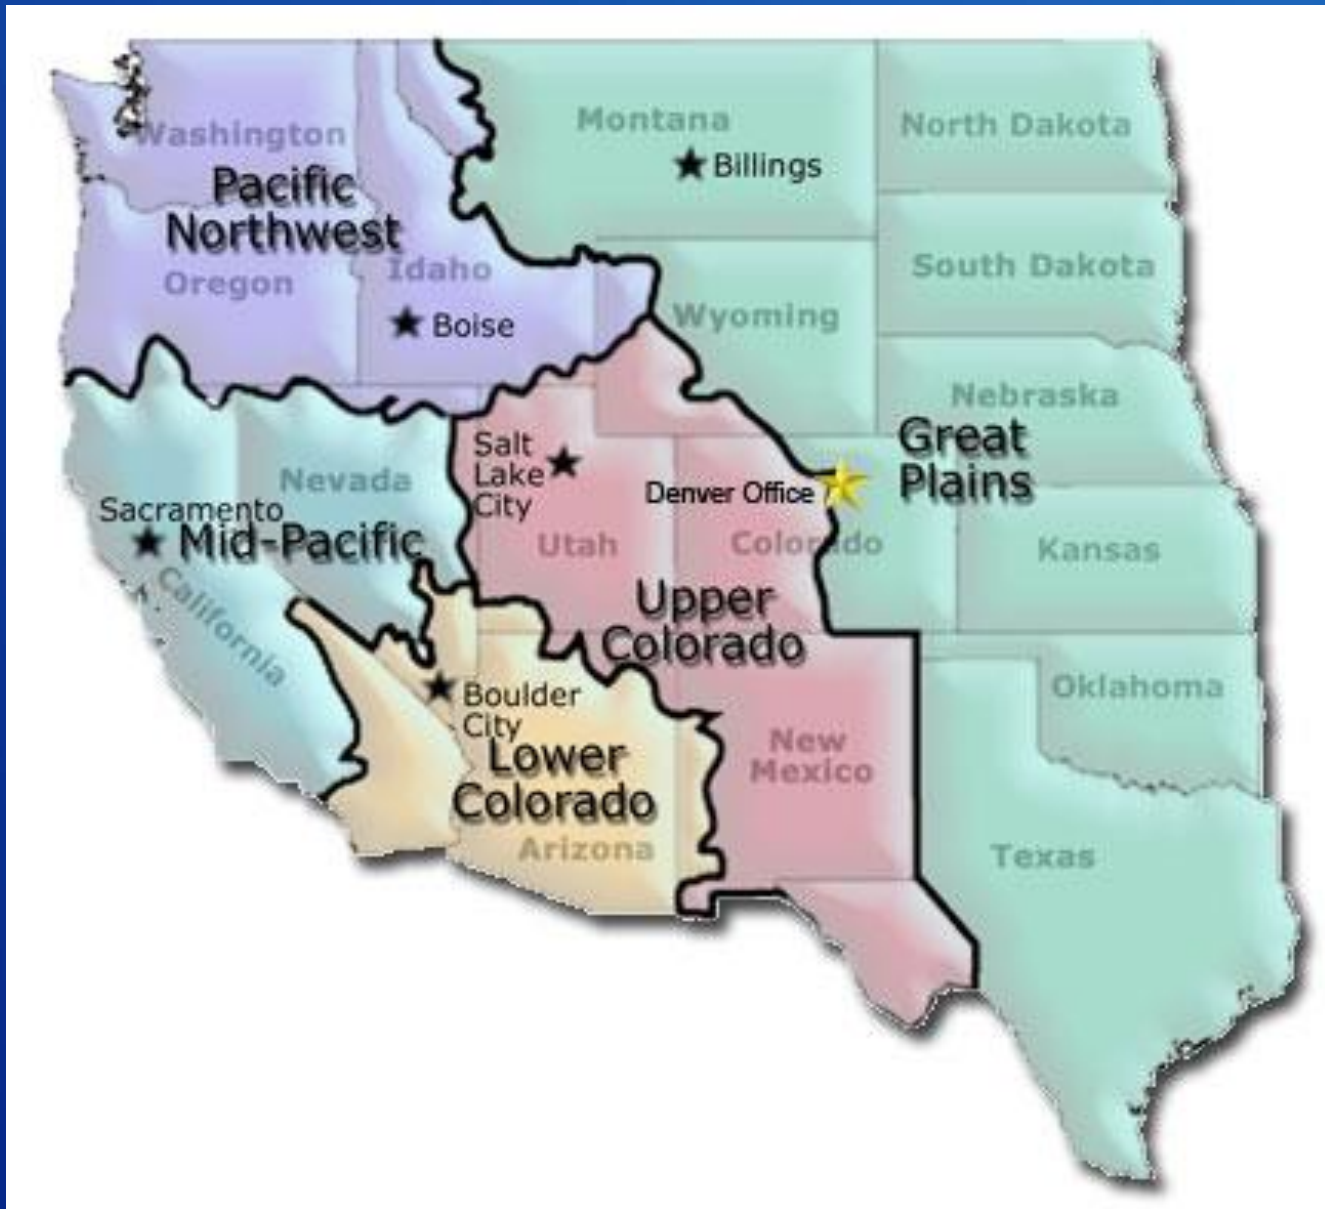 Montana
North Dakota
Washington
Billings
Pacific
Northwest
Idaho
Oregon
South Dakota
Wyoming
Boise
Nebraska
Great
Plains
Salt
Lake
City
Nevada
Denver Office
Sacramento
Mid-Pacific
Utah
Colorado
Kansas
California
Upper
Colorado
Oklahoma
Boulder
City
Lower
Colorado
New
Mexico
Arizona
Texas